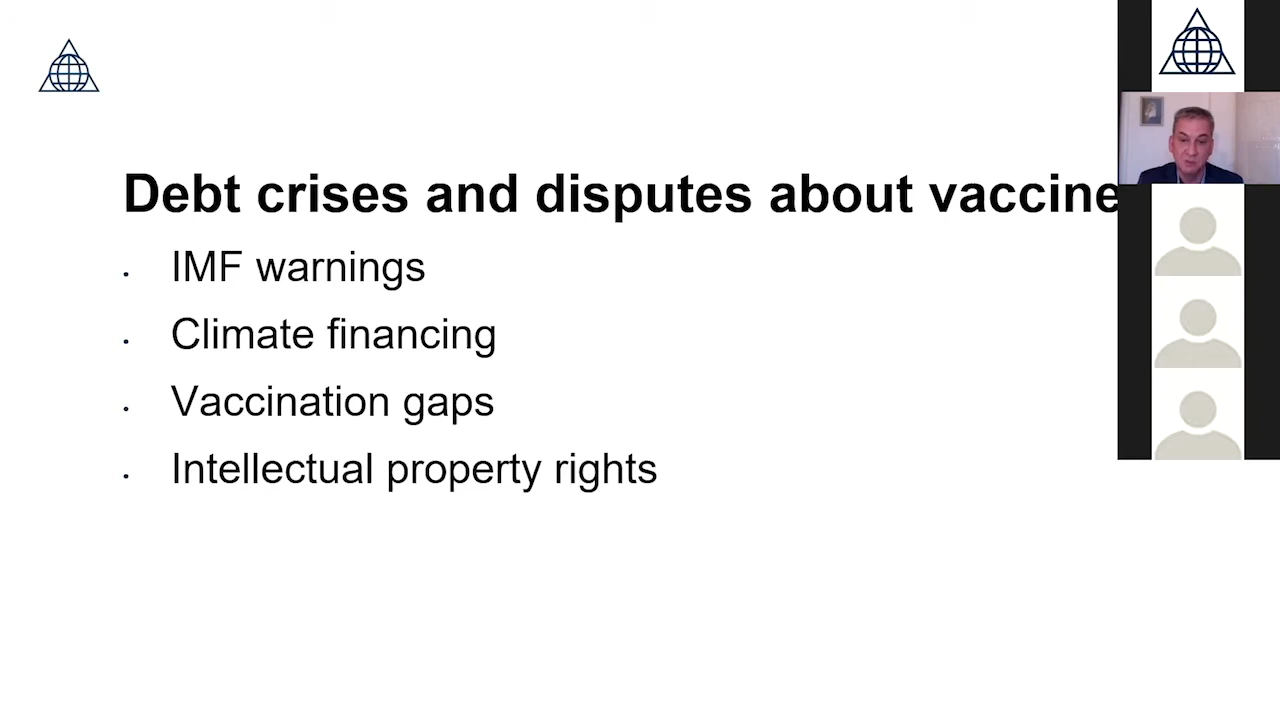 Debt crises and disputes about vaccine
· IMF warnings
· Climate financing
· Vaccination gaps
· Intellectual property rights